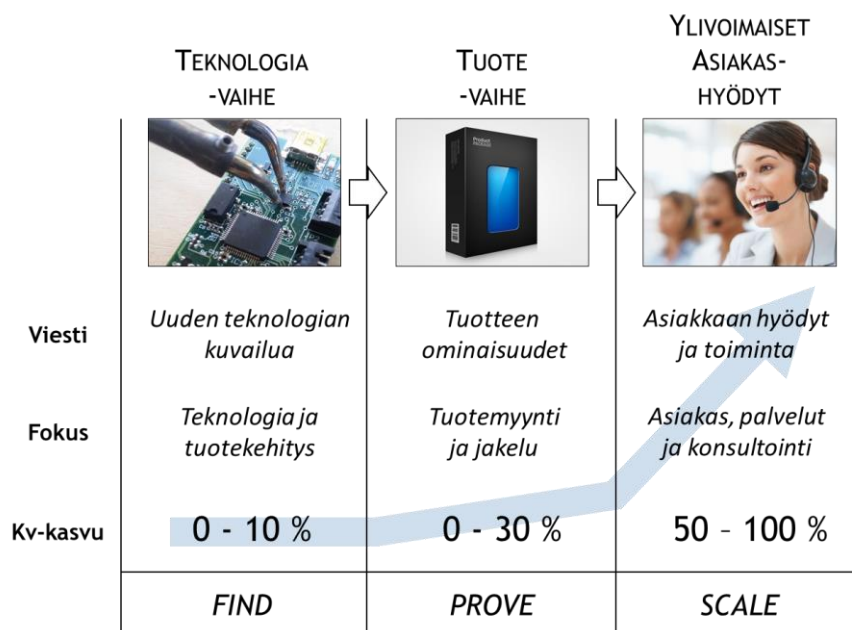 TEKNOLOGIA
-VAIHE
TUOTE
-VAIHE
YLIVOIMAISET
ASIAKAS-
HYÖDYT
Product
Viesti
Uuden teknologian
kuvailua
Tuotteen
ominaisuudet
Asiakkaan hyödyt
ja toiminta
Fokus
Teknologia ja
tuotekehitys
Tuotemyynti
ja jakelu
Asiakas, palvelut
ja konsultointi
Kv-kasvu
0 - 10 %
0 - 30 %
50 – 100 %
FIND
PROVE
SCALE